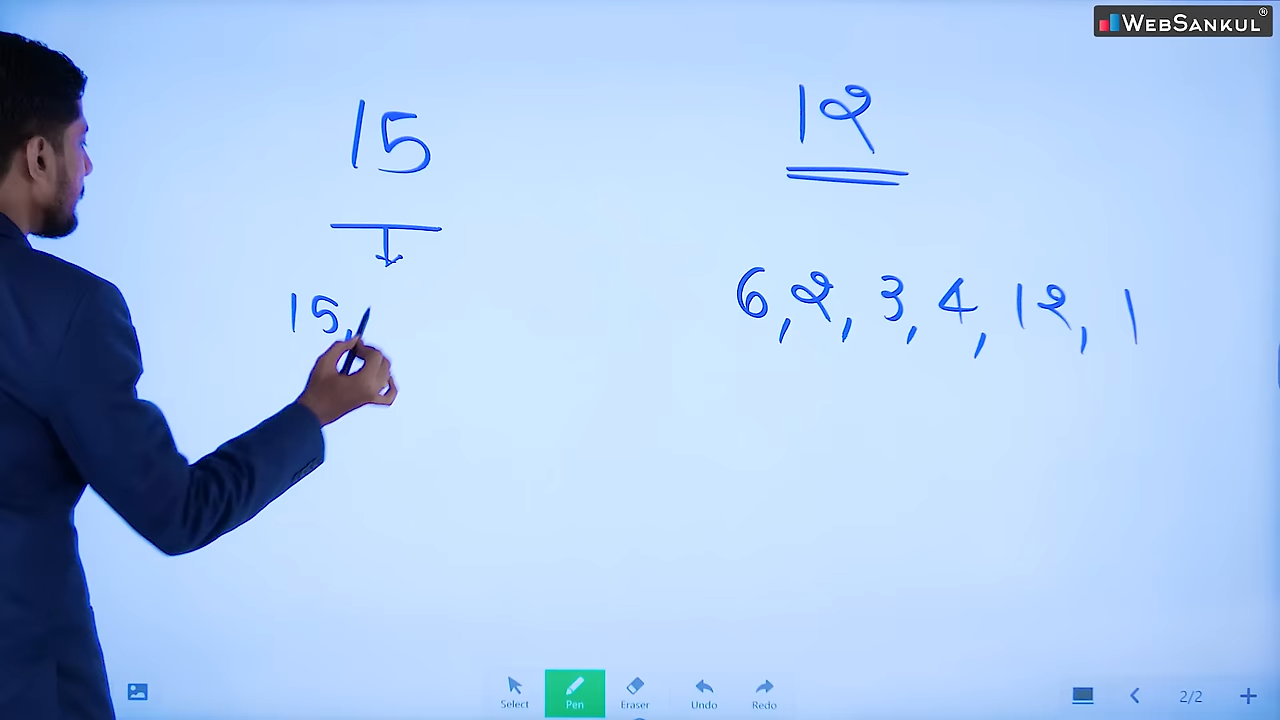 WEBSANKUL®
15
1૨
15,
6, ૨, 3, 4, 1૨, 1
Select
Pen
Eraser
Undo
Redo
2/2